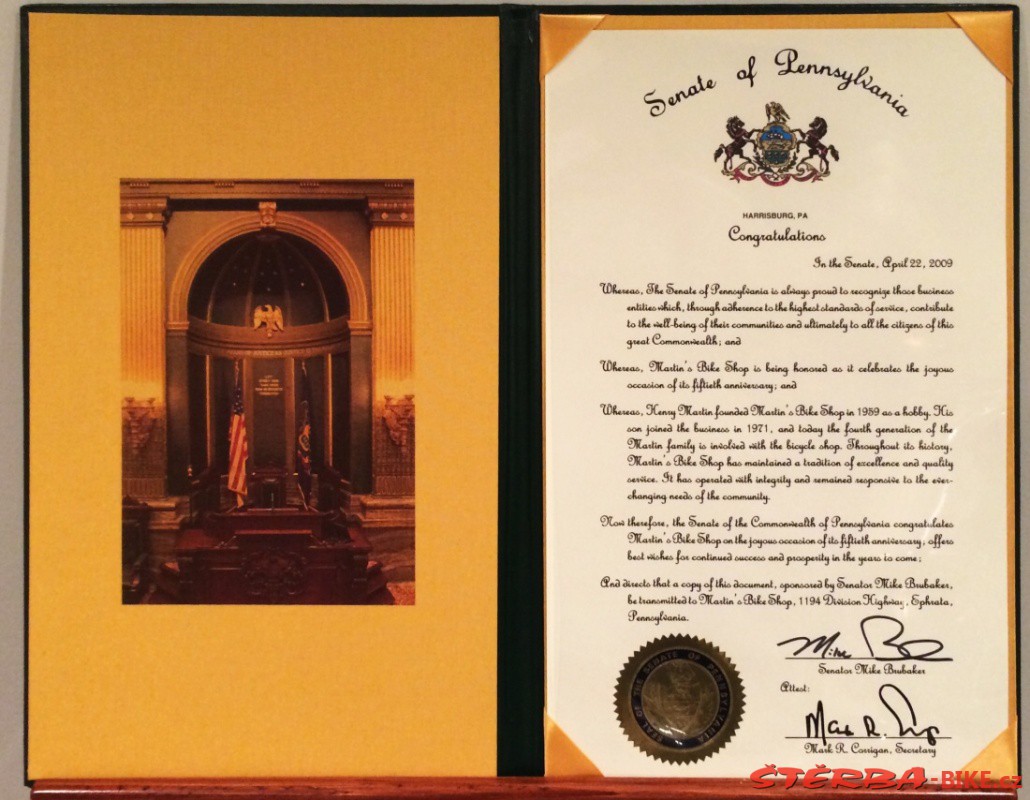 Senate of Pennsylvania
HARRISBURG, PA
Congratulations
In the Senate, April 22, 2009
Whereas, The Senate of Pennsylvania is always proud to recognize those business
entities which, through adherence to the highest standards of service, contribute
to the well-being of their communities and ultimately to all the citizens of this
great Commonwealth; and
Whereas, Martin's Bike Shop is being honored as it celebrates the joyous
occasion of its fiftieth anniversary; and
Whereas, Henry Martin founded Martin's Bike Shop in 1959 as a hobby. His
son joined the business in 1971, and today the fourth generation of the
Martin family is involved with the bicycle shop. Throughout its history,
Martin's Bike Shop has maintained a tradition of excellence and quality
service. It has operated with integrity and remained responsive to the ever-
changing needs of the community.
Now therefore, the Senate of the Commonwealth of Pennsylvania congratulates
Martin's Bike Shop on the joyous occasion of its fiftieth anniversary; offers
best wishes for continued success and prosperity in the years to come;
And directs that a copy of this document, sponsored by Senator Mike Brubaker,
be transmitted to Martin's Bike Shop, 1194 Division Highway, Ephrata,
Pennsylvania.
Senator Mike Brubaker
Attest:
Mark R. Corrigan, Secretary
SEAL OF THE SENATE OF PENNSYLVANIA
ŠTĚRBA-BIKE.cz